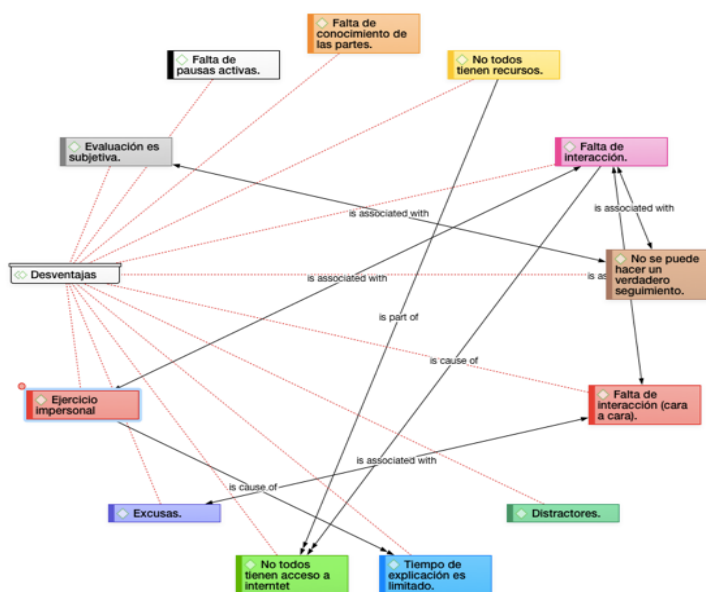 Falta de
conocimiento de
las partes.
Falta de
pausas activas.
No todos
tienen recursos.
Evaluación es
subjetiva.
Falta de
interacción.
is associated with
is associated with
No se puede
hacer un
verdadero
seguimiento.
Desventajas
is associated with
is as
is part of
is cause of
Ejercicio
impersonal
Falta de
interacción (cara
a cara).
is associated with
is cause of
Excusas.
Distractores.
No todos
tienen acceso a
interntet
Tiempo de
explicación es
limitado.